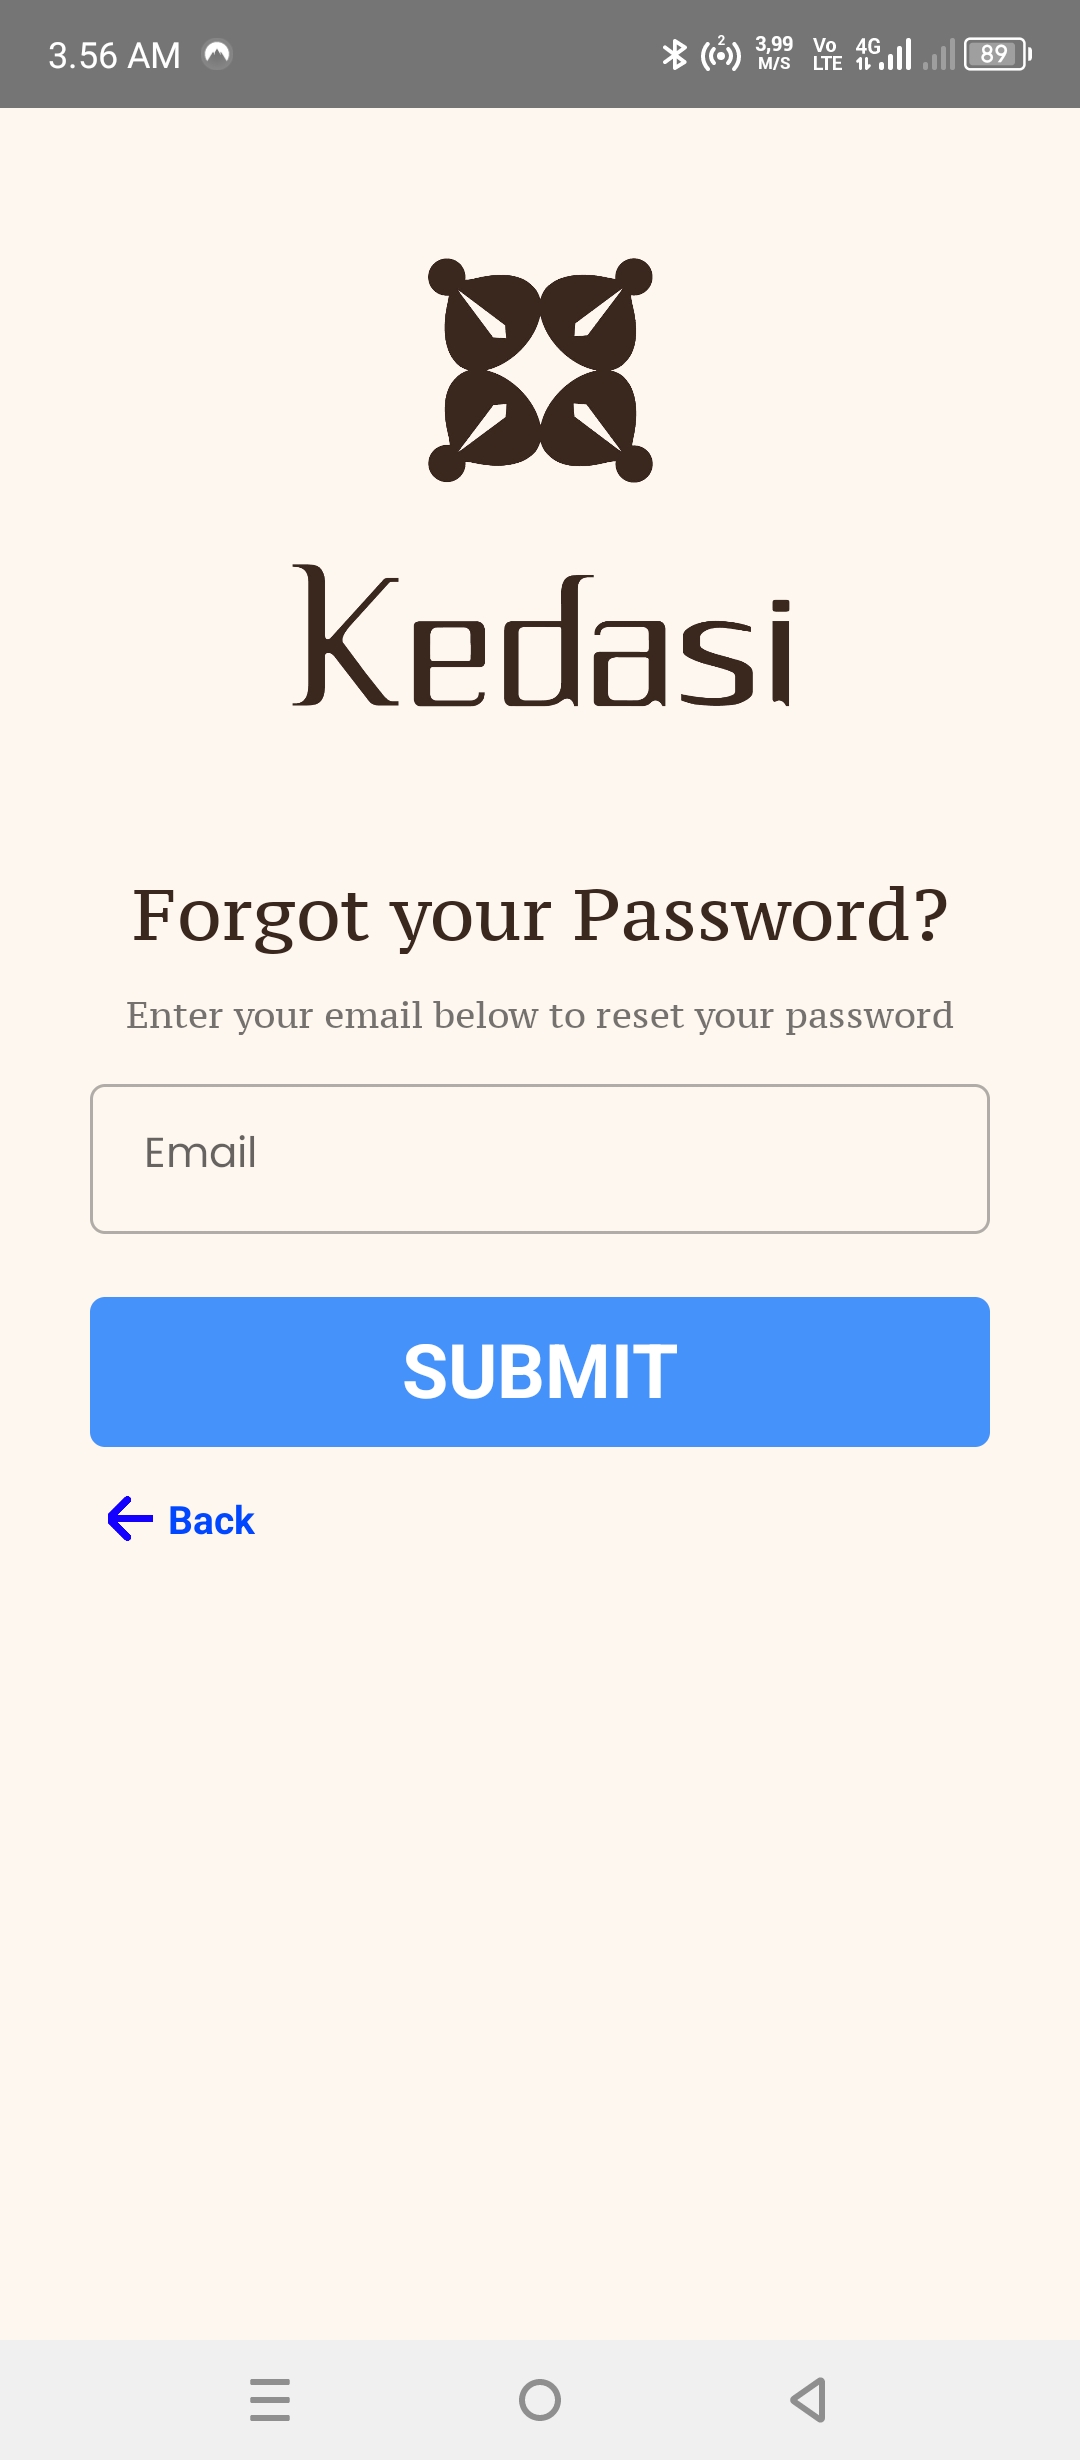 3.56 AM 2 3,99 M/S Vo LTE 4G 89
Kedasi
Forgot your Password?
Enter your email below to reset your password
Email
SUBMIT
Back